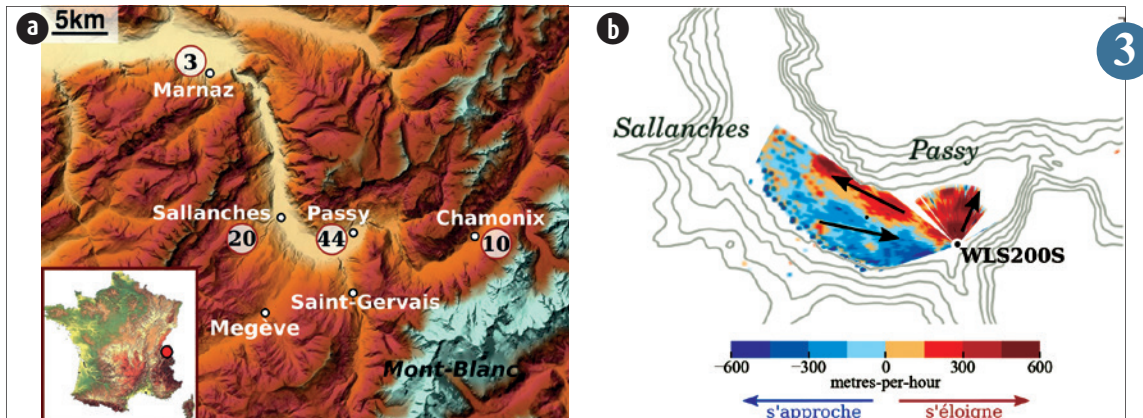 a
5km
3
Marnaz
Sallanches
20
Passy
44
Chamonix
10
Saint-Gervais
Megève
Mont-Blanc
b
3
Sallanches
Passy
WLS200S
−600 −300 0 300 600
metres-per-hour
s'approche s'éloigne